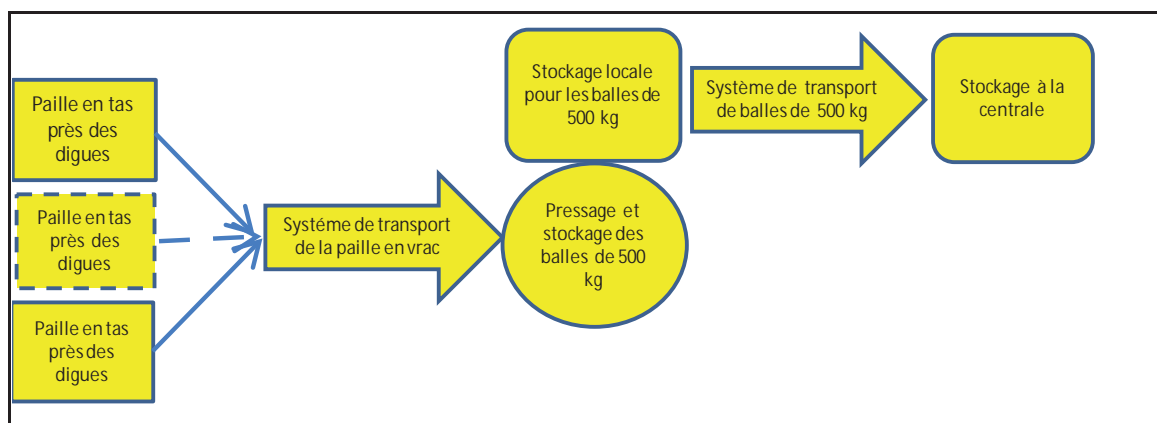 Paille en tas
près des
digues
Paille en tas
près des
digues
Paille en tas
près des
digues
Systéme de transport
de la paille en vrac
Stockage locale
pour les balles de
500 kg
Pressage et
stockage des
balles de 500
kg
Système de transport
de balles de 500 kg
Stockage à la
centrale